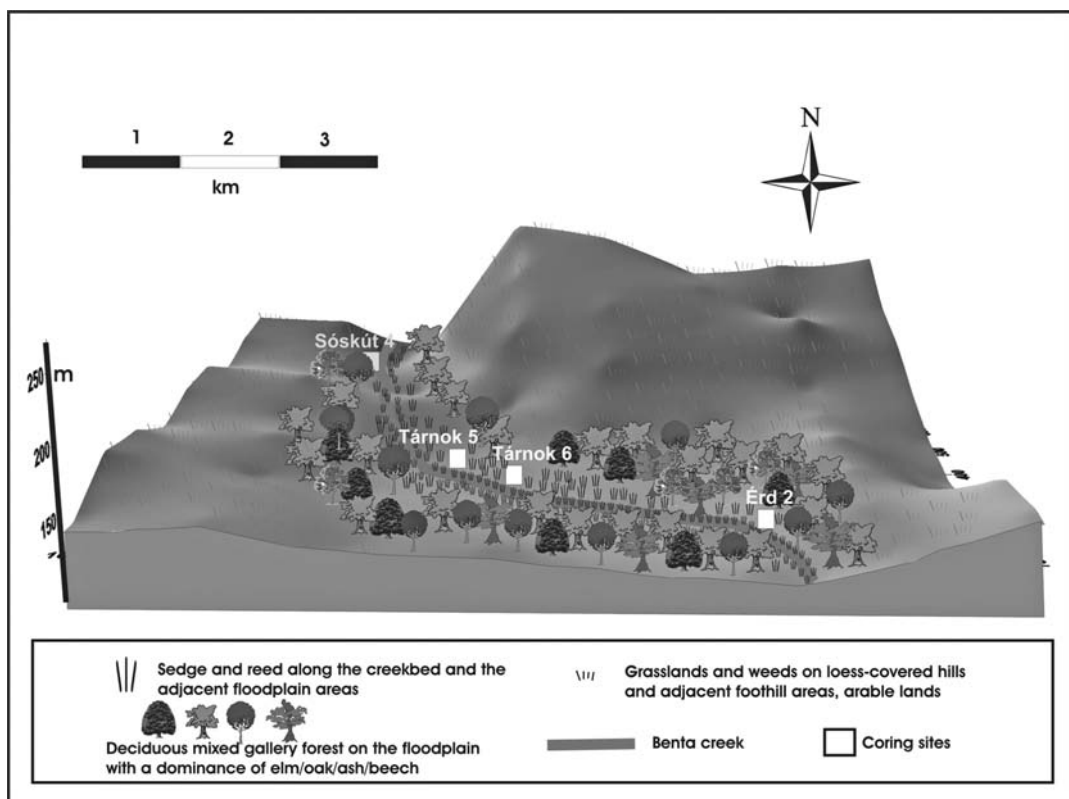 N
1 2 3
km
Sóskút 4
250 m
200
150
Tárnok 5
Tárnok 6
Érd 2
Sedge and reed along the creekbed and the
adjacent floodplain areas
Deciduous mixed gallery forest on the floodplain
with a dominance of elm/oak/ash/beech
Grasslands and weeds on loess-covered hills
and adjacent foothill areas, arable lands
Benta creek
Coring sites